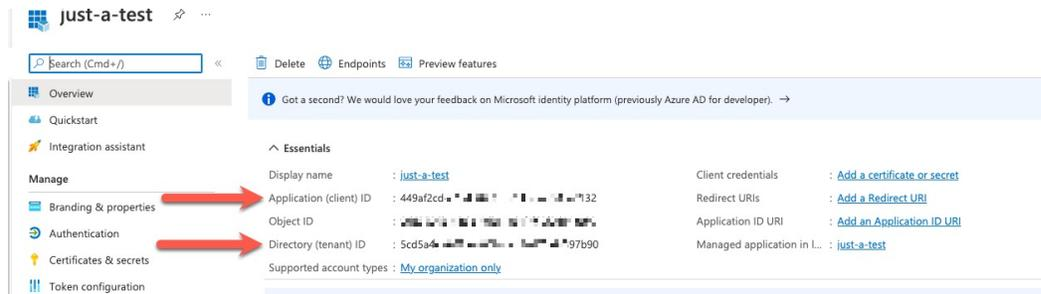 just-a-test
Search (Cmd+/)
Overview
Quickstart
Integration assistant
Manage
Branding & properties
Authentication
Certificates & secrets
Token configuration
Delete Endpoints Preview features
Got a second? We would love your feedback on Microsoft identity platform (previously Azure AD for developer).
Essentials
Display name : just-a-test
Application (client) ID : 449af2cd- 132
Object ID :
Directory (tenant) ID : 5cd5a4 97b90
Supported account types : My organization only
Client credentials : Add a certificate or secret
Redirect URIs : Add a Redirect URI
Application ID URI : Add an Application ID URI
Managed application in l... : just-a-test